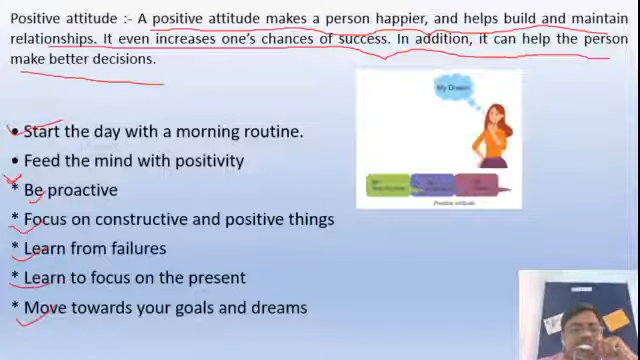 Positive attitude :- A positive attitude makes a person happier, and helps build and maintain
relationships. It even increases one's chances of success. In addition, it can help the person
make better decisions.
My Dream
• Start the day with a morning routine.
• Feed the mind with positivity
* Be proactive
* Focus on constructive and positive things
* Learn from failures
* Learn to focus on the present
* Move towards your goals and dreams
Positive attitude